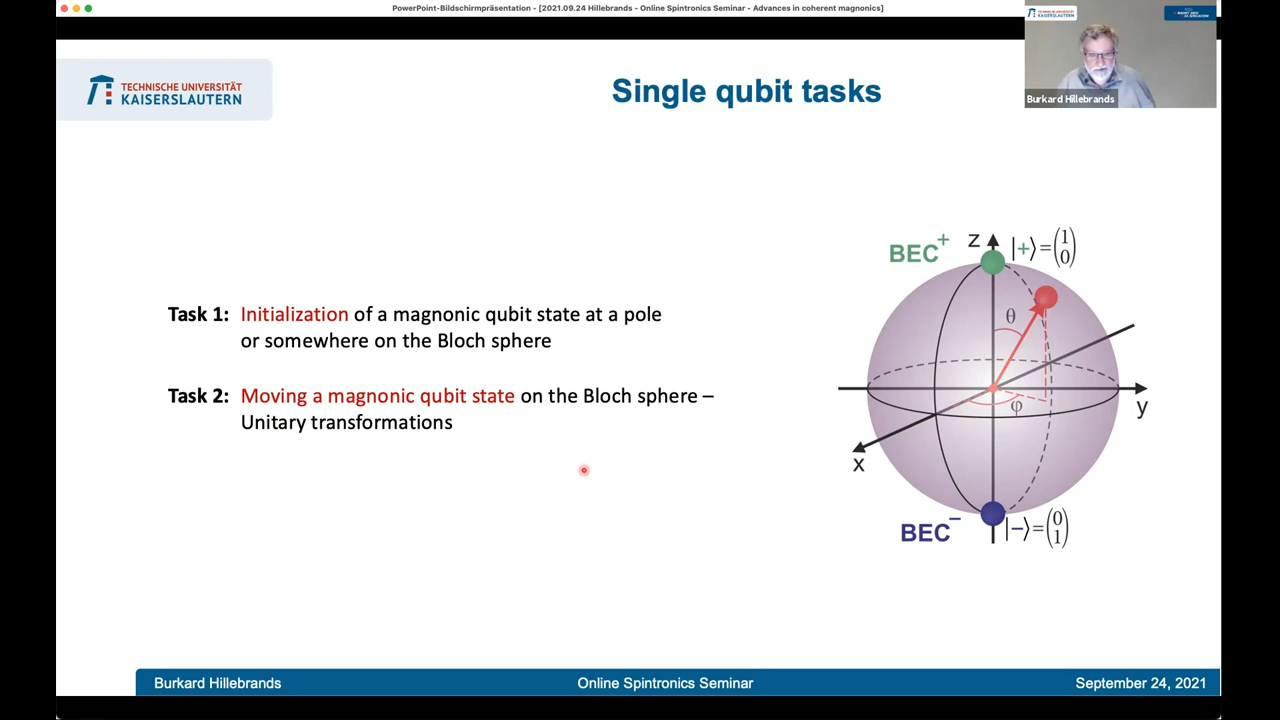 PowerPoint-Bildschirmpräsentation - [2021.09.24 Hillebrands - Online Spintronics Seminar - Advances in coherent magnonics]
TECHNISCHE UNIVERSITÄT
KAISERSLAUTERN
Single qubit tasks
Burkard Hillebrands
Task 1: Initialization of a magnonic qubit state at a pole
or somewhere on the Bloch sphere
Task 2: Moving a magnonic qubit state on the Bloch sphere –
Unitary transformations
BEC⁺ z |+⟩=(1 0)
θ
φ
y
x
BEC⁻ |−⟩=(0 1)
Burkard Hillebrands Online Spintronics Seminar September 24, 2021